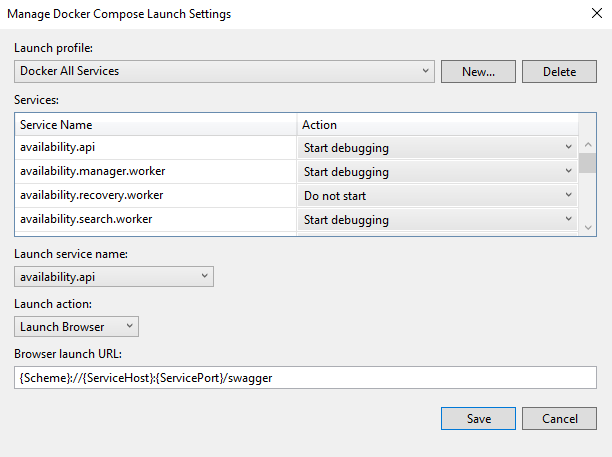 Manage Docker Compose Launch Settings
Launch profile:
Docker All Services
New...
Delete
Services:
Service Name Action
availability.api Start debugging
availability.manager.worker Start debugging
availability.recovery.worker Do not start
availability.search.worker Start debugging
Launch service name:
availability.api
Launch action:
Launch Browser
Browser launch URL:
{Scheme}://{ServiceHost}:{ServicePort}/swagger
Save
Cancel